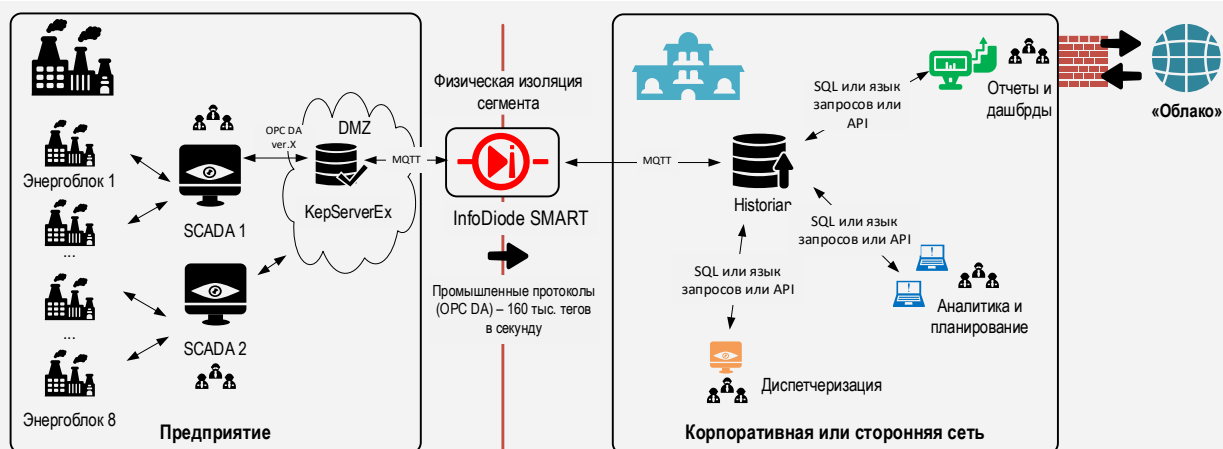 Энергоблок 1
...
...
Энергоблок 8
SCADA 1
SCADA 2
OPC DA
ver.X
DMZ
KepServerEx
MQTT
Предприятие
Физическая изоляция
сегмента
InfoDiode SMART
Промышленные протоколы
(OPC DA) – 160 тыс. тегов
в секунду
MQTT
Historian
SQL или язык
запросов или
API
Отчеты и
дашбрды
SQL или язык
запросов или API
Аналитика и
планирование
SQL или язык
запросов или API
Диспетчеризация
Корпоративная или сторонняя сеть
«Облако»